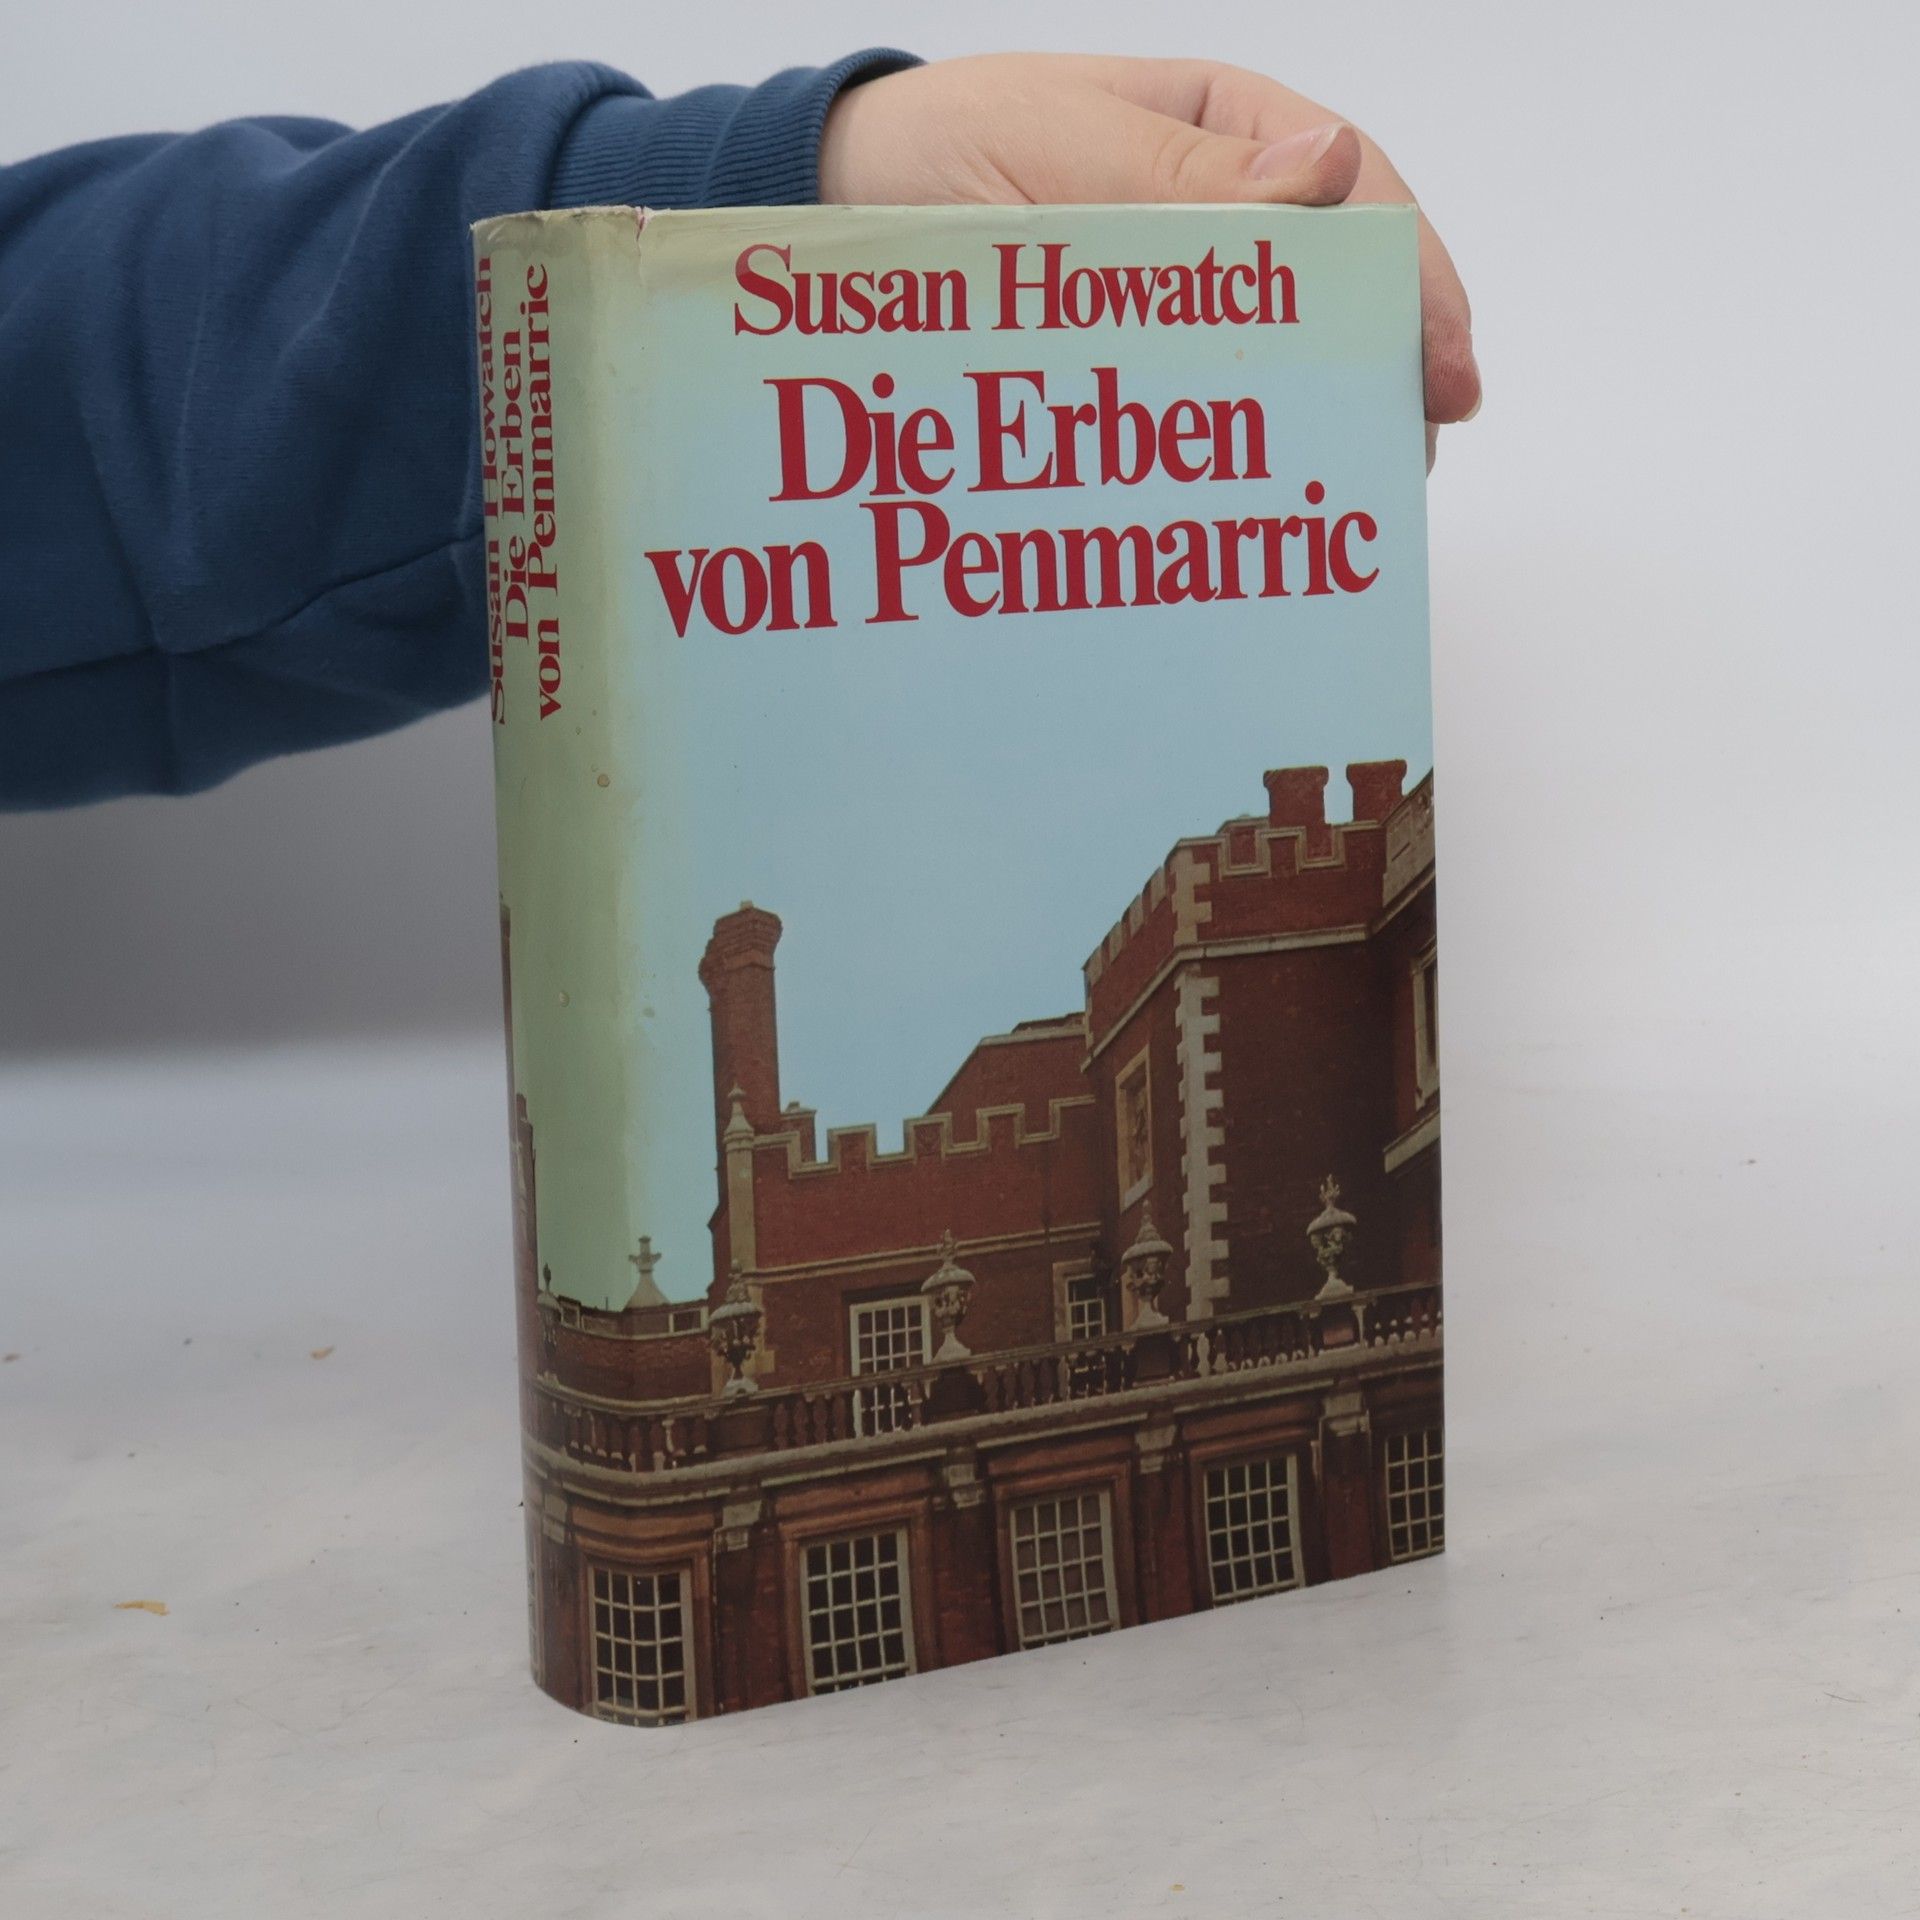 Susan Howatch
Die Erben
von Penmarric
Susan Howatch
Die Erben
von Penmarric